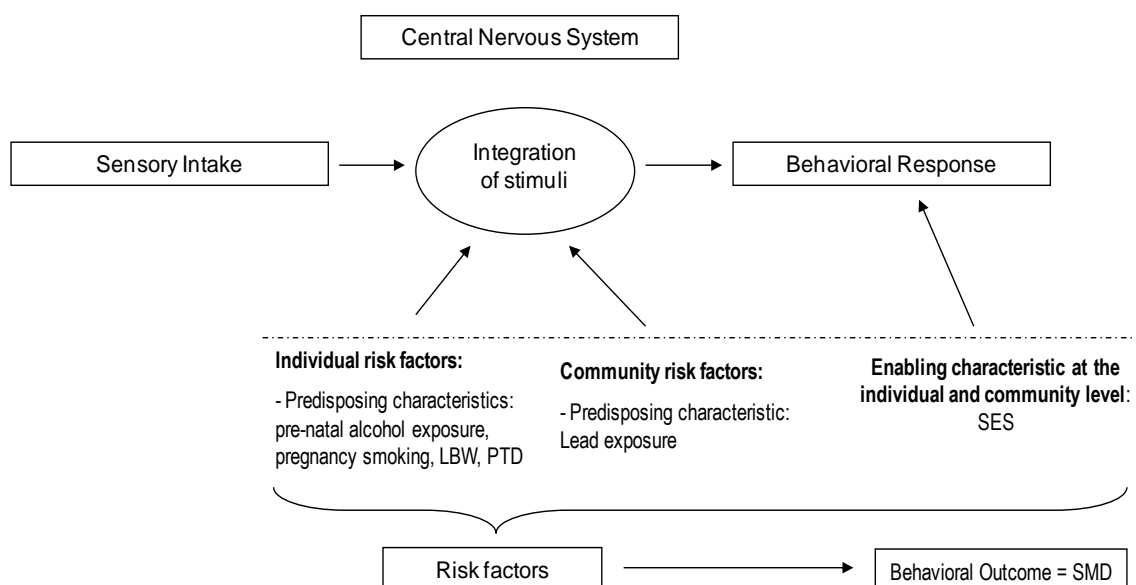 Central Nervous System
Sensory Intake
Integration
of stimuli
Behavioral Response
Individual risk factors:
- Predisposing characteristics:
pre-natal alcohol exposure,
pregnancy smoking, LBW, PTD
Community risk factors:
- Predisposing characteristic:
Lead exposure
Enabling characteristic at the
individual and community level:
SES
Risk factors
Behavioral Outcome = SMD